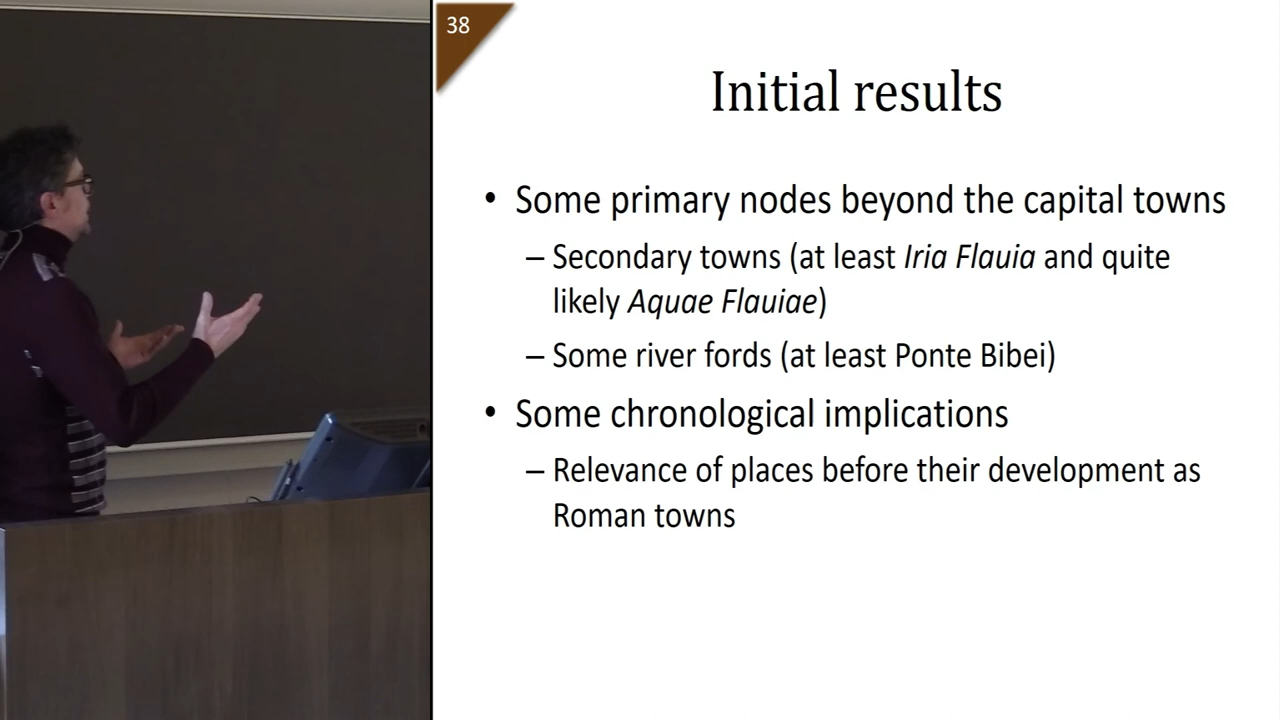 38
Initial results
• Some primary nodes beyond the capital towns
– Secondary towns (at least Iria Flauia and quite
likely Aquae Flauiae)
– Some river fords (at least Ponte Bibei)
• Some chronological implications
– Relevance of places before their development as
Roman towns